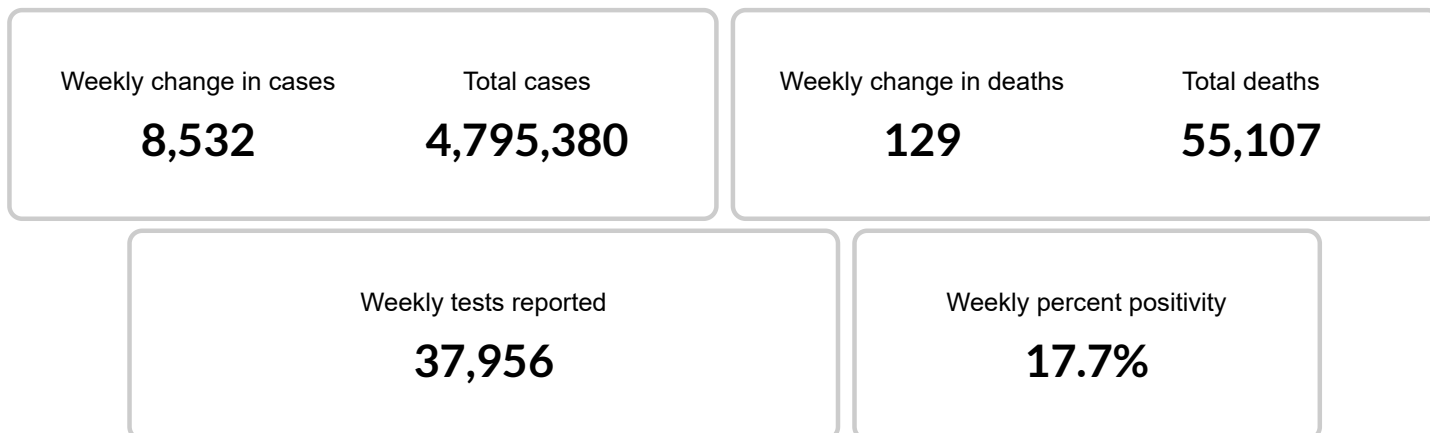 Weekly change in cases
8,532
Total cases
4,795,380
Weekly change in deaths
129
Total deaths
55,107
Weekly tests reported
37,956
Weekly percent positivity
17.7%